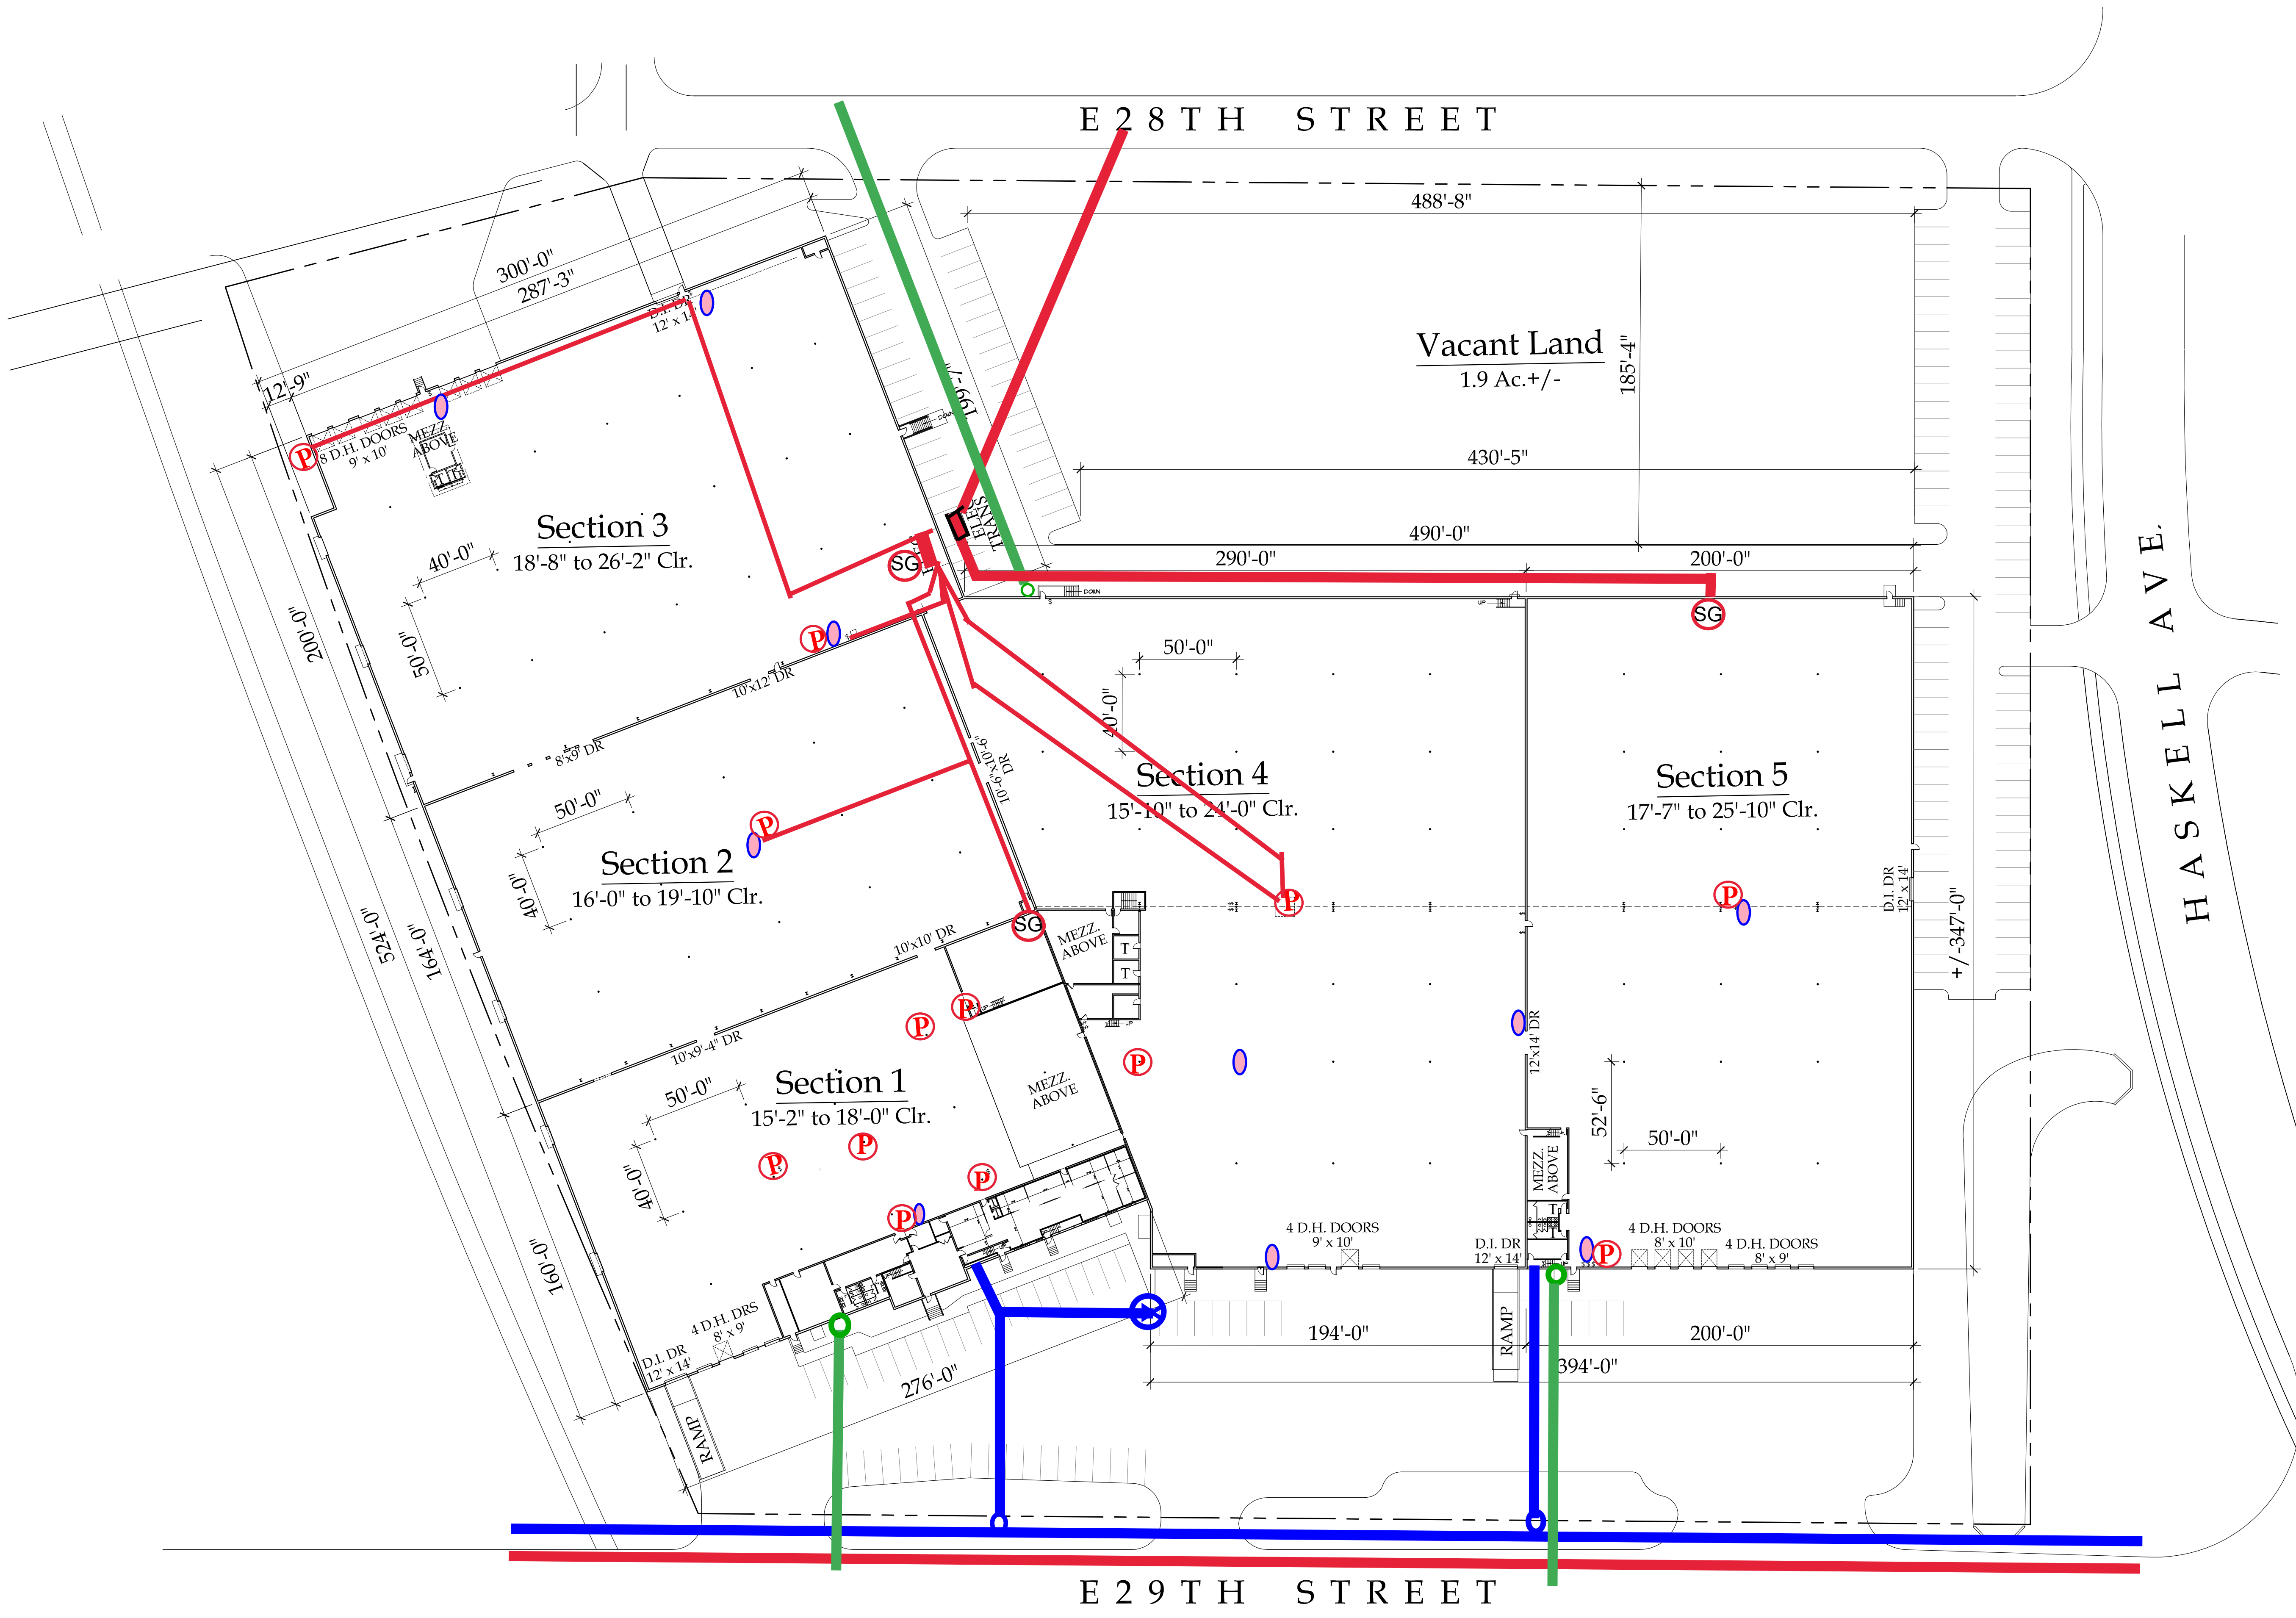 E 2 8 T H   S T R E E T
488'-8"
300'-0"
287'-3"
D.I. DR
12' x 14'
Vacant Land
1.9 Ac.+/-
185'-4"
12'-9"
8 D.H. DOORS
9' x 10'
MEZZ.
ABOVE
P
T
199'-
DOWN
430'-5"
ELEC
TRANS
490'-0"
290'-0"
200'-0"
Section 3
18'-8" to 26'-2" Clr.
40'-0"
50'-0"
SG
DOWN
UP
SG
H A S K E L L   A V E.
200'-0"
P
10'x12' DR
8'x9' DR
50'-0"
40'-0"
10'-6"x10'-6"
DR
Section 4
15'-10" to 24'-0" Clr.
Section 5
17'-7" to 25'-10" Clr.
50'-0"
40'-0"
P
Section 2
16'-0" to 19'-10" Clr.
524'-0"
164'-0"
10'x10' DR
SG
MEZZ.
ABOVE
T
T
P
P
D.I. DR
12' x 14'
+/-347'-0"
P
P
10'x9'-4" DR
MEZZ.
ABOVE
P
12'x14' DR
Section 1
15'-2" to 18'-0" Clr.
50'-0"
40'-0"
P
P
P
P
52'-6"
50'-0"
MEZZ.
ABOVE
T
T
160'-0"
4 D.H. DOORS
9' x 10'
D.I. DR
12' x 14'
P
4 D.H. DOORS
8' x 10'
4 D.H. DOORS
8' x 9'
4 D.H. DRS
8' x 9'
D.I. DR
12' x 14'
RAMP
276'-0"
194'-0"
RAMP
200'-0"
394'-0"
E 2 9 T H   S T R E E T